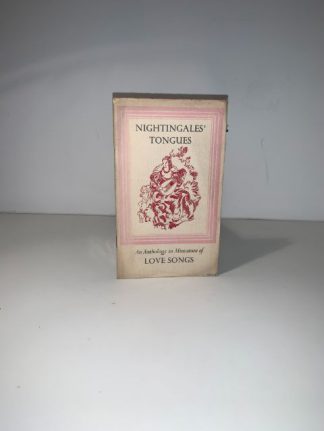 NIGHTINGALES'
TONGUES
An Anthology in Miniature of
LOVE SONGS